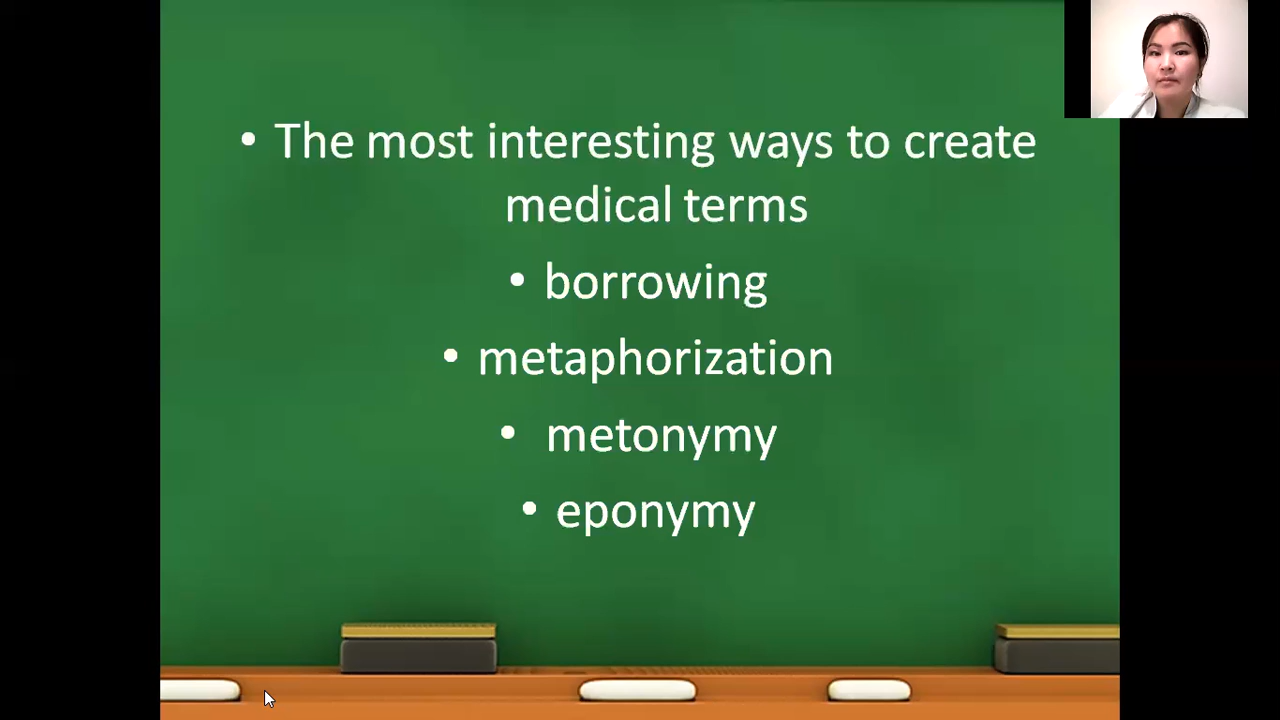 • The most interesting ways to create
medical terms
• borrowing
• metaphorization
• metonymy
• eponymy